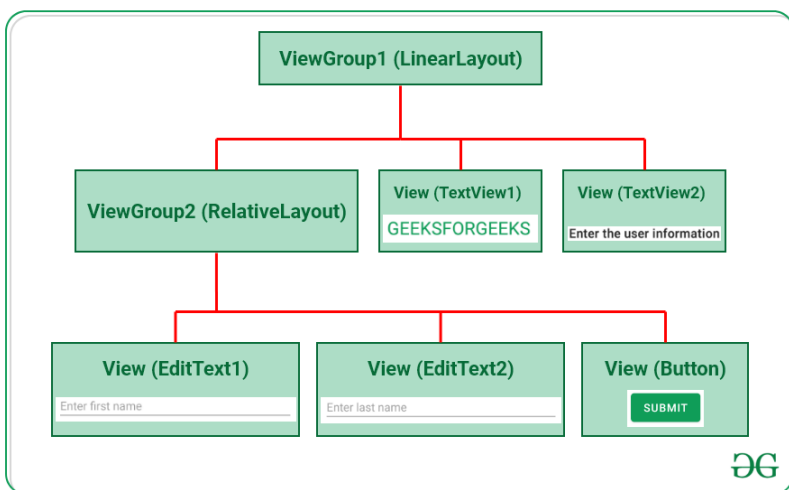 ViewGroup1 (LinearLayout)
ViewGroup2 (RelativeLayout)
View (TextView1)
GEEKSFORGEEKS
View (TextView2)
Enter the user information
View (EditText1)
Enter first name
View (EditText2)
Enter last name
View (Button)
SUBMIT